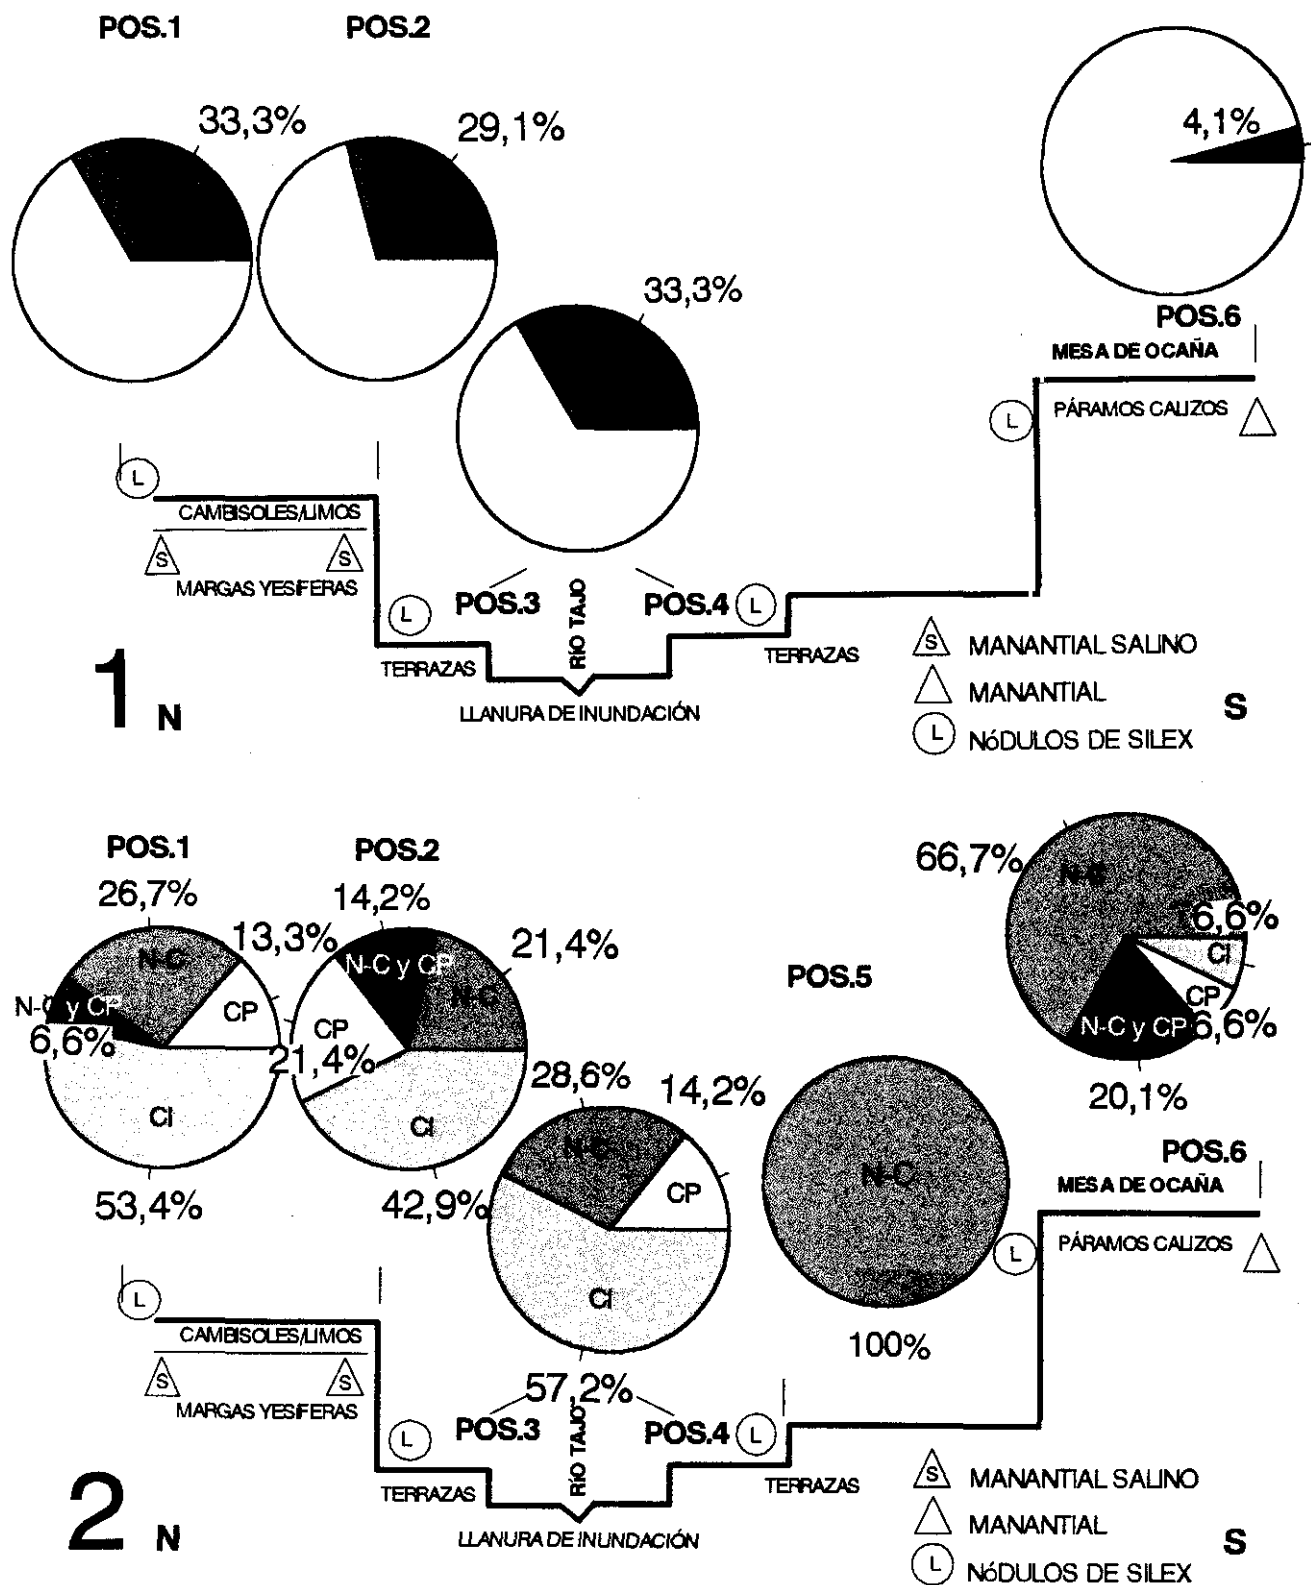 POS.1
POS.2
33,3%
29,1%
4,1%
33,3%
POS.6
MESA DE OCAÑA
L
PÁRAMOS CALIZOS
L
CAMBISOLES/LIMOS
S
S
MARGAS YESIFERAS
L
POS.3
RÍO TAJO
POS.4
L
TERRAZAS
TERRAZAS
LLANURA DE INUNDACIÓN
S MANANTIAL SALINO
MANANTIAL
L NóDULOS DE SILEX
1 N
S
POS.1
POS.2
26,7%
14,2%
66,7%
N-C
13,3%
N-C
21,4%
6,6%
N-C y CP
N-C
CI
N-C y CP
CP
CP
CP
6,6%
6,6%
21,4%
N-C y CP
20,1%
CI
CI
53,4%
42,9%
28,6%
14,2%
N-C
CP
CI
57,2%
POS.5
N-C
100%
POS.6
MESA DE OCAÑA
L
PÁRAMOS CALIZOS
L
CAMBISOLES/LIMOS
S
S
MARGAS YESIFERAS
L
POS.3
RÍO TAJO
POS.4
L
TERRAZAS
TERRAZAS
LLANURA DE INUNDACIÓN
S MANANTIAL SALINO
MANANTIAL
L NóDULOS DE SILEX
2 N
S